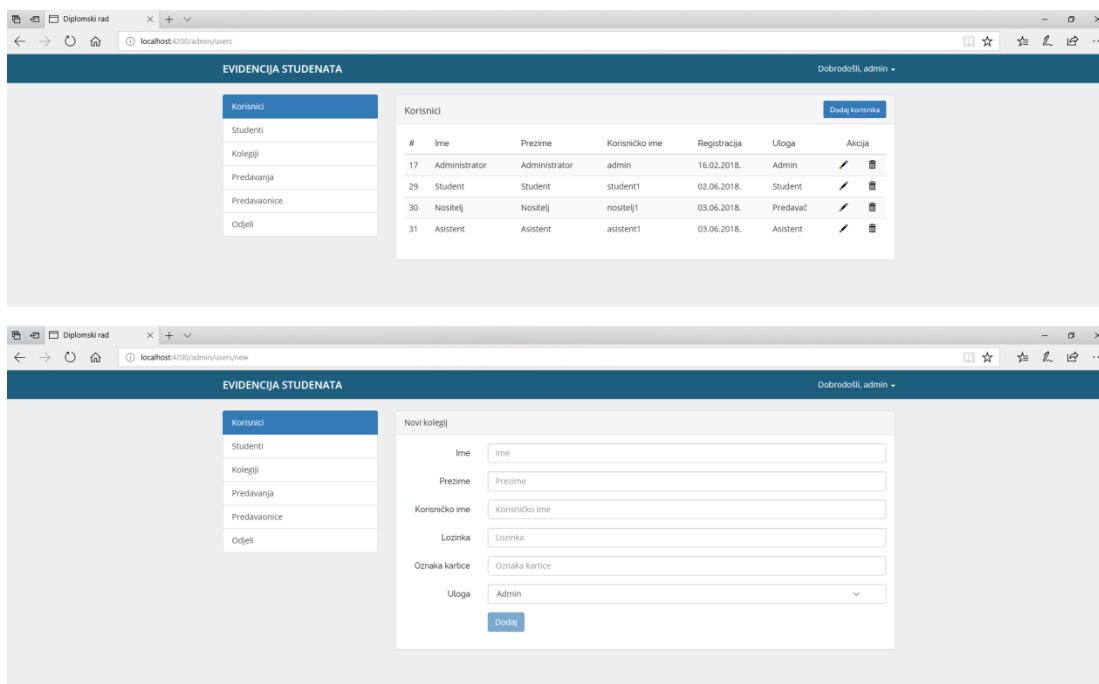 Diplomski rad
localhost:4200/admin/users
EVIDENCIJA STUDENATA
Dobrodošli, admin
Korisnici
Studenti
Kolegiji
Predavanja
Predavaonice
Odjeli
Korisnici
Dodaj korisnika
# Ime Prezime Korisničko ime Registracija Uloga Akcija
17 Administrator Administrator admin 16.02.2018. Admin
29 Student Student student1 02.06.2018. Student
30 Nositelj Nositelj nositelj1 03.06.2018. Predavač
31 Asistent Asistent asistent1 03.06.2018. Asistent
Diplomski rad
localhost:4200/admin/users/new
EVIDENCIJA STUDENATA
Dobrodošli, admin
Korisnici
Studenti
Kolegiji
Predavanja
Predavaonice
Odjeli
Novi kolegij
Ime Ime
Prezime Prezime
Korisničko ime Korisničko ime
Lozinka Lozinka
Oznaka kartice Oznaka kartice
Uloga Admin
Dodaj